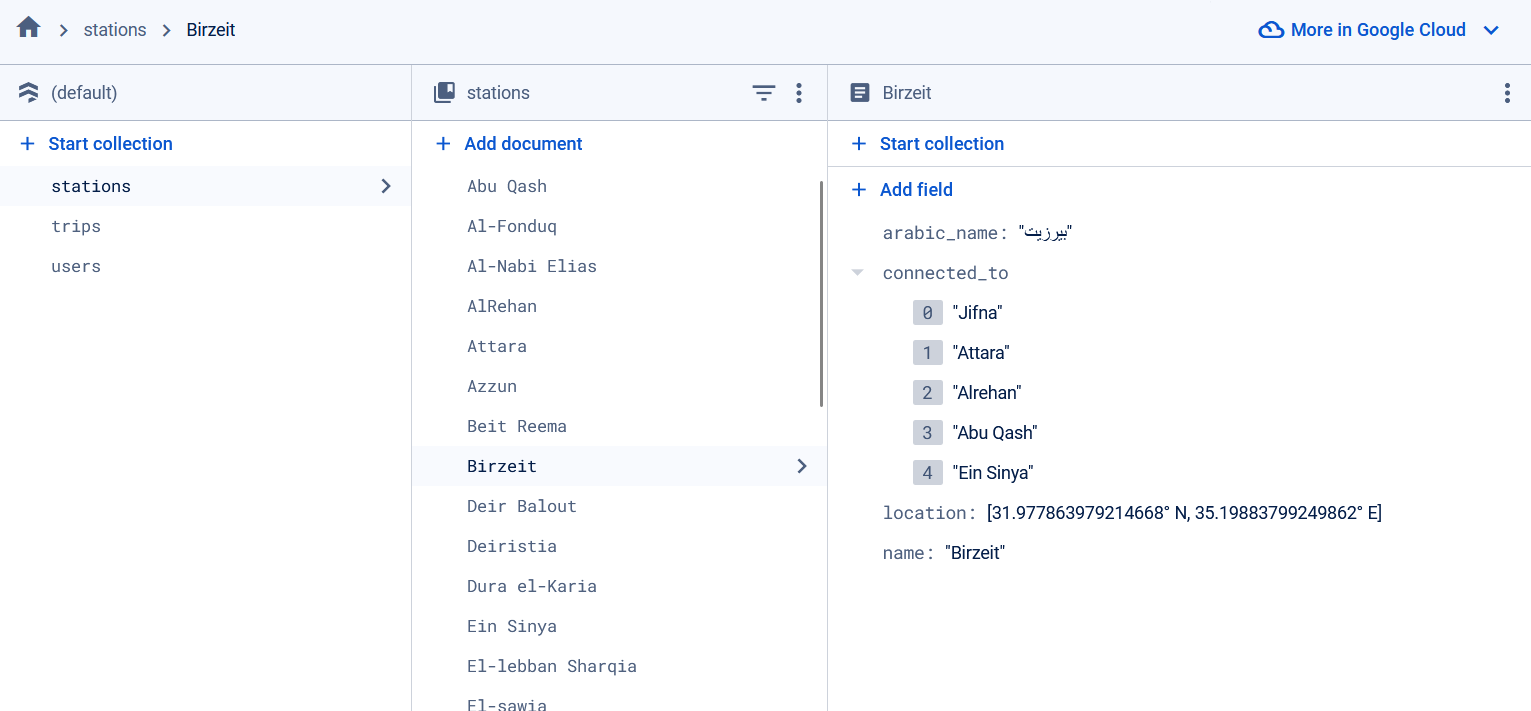 stations Birzeit
More in Google Cloud
(default)
Start collection
stations
trips
users
stations
Add document
Abu Qash
Al-Fonduq
Al-Nabi Elias
AlRehan
Attara
Azzun
Beit Reema
Birzeit
Deir Balout
Deiristia
Dura el-Karia
Ein Sinya
El-lebban Sharqia
El-sawia
Birzeit
Start collection
Add field
arabic_name: "بيرزيت"
connected_to
0 "Jifna"
1 "Attara"
2 "Alrehan"
3 "Abu Qash"
4 "Ein Sinya"
location: [31.977863979214668° N, 35.19883799249862° E]
name: "Birzeit"